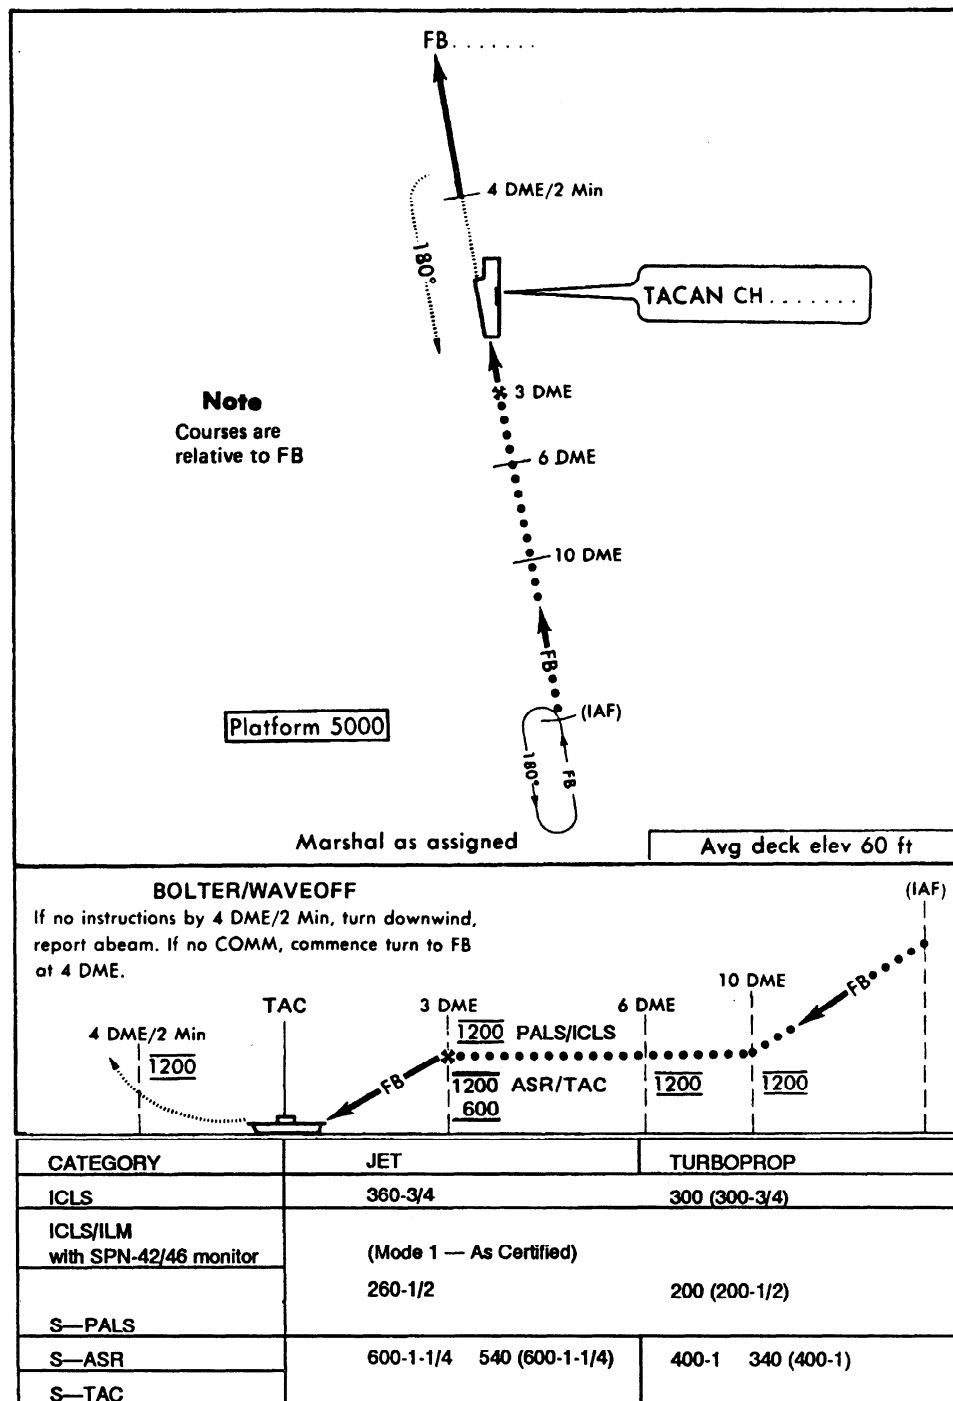 FB . . . . . . .
4 DME/2 Min
180°
TACAN CH . . . . . . .
3 DME
Note
Courses are
relative to FB
6 DME
10 DME
FB
(IAF)
Platform 5000
180°
FB
Marshal as assigned
Avg deck elev 60 ft
BOLTER/WAVEOFF
If no instructions by 4 DME/2 Min, turn downwind,
report abeam. If no COMM, commence turn to FB
at 4 DME.
(IAF)
10 DME
FB
TAC
3 DME
6 DME
4 DME/2 Min
1200
1200 PALS/ICLS
FB
1200 ASR/TAC
600
1200
1200
CATEGORY JET TURBOPROP
ICLS 360-3/4 300 (300-3/4)
ICLS/ILM
with SPN-42/46 monitor (Mode 1 — As Certified)
260-1/2 200 (200-1/2)
S—PALS
S—ASR 600-1-1/4 540 (600-1-1/4) 400-1 340 (400-1)
S—TAC